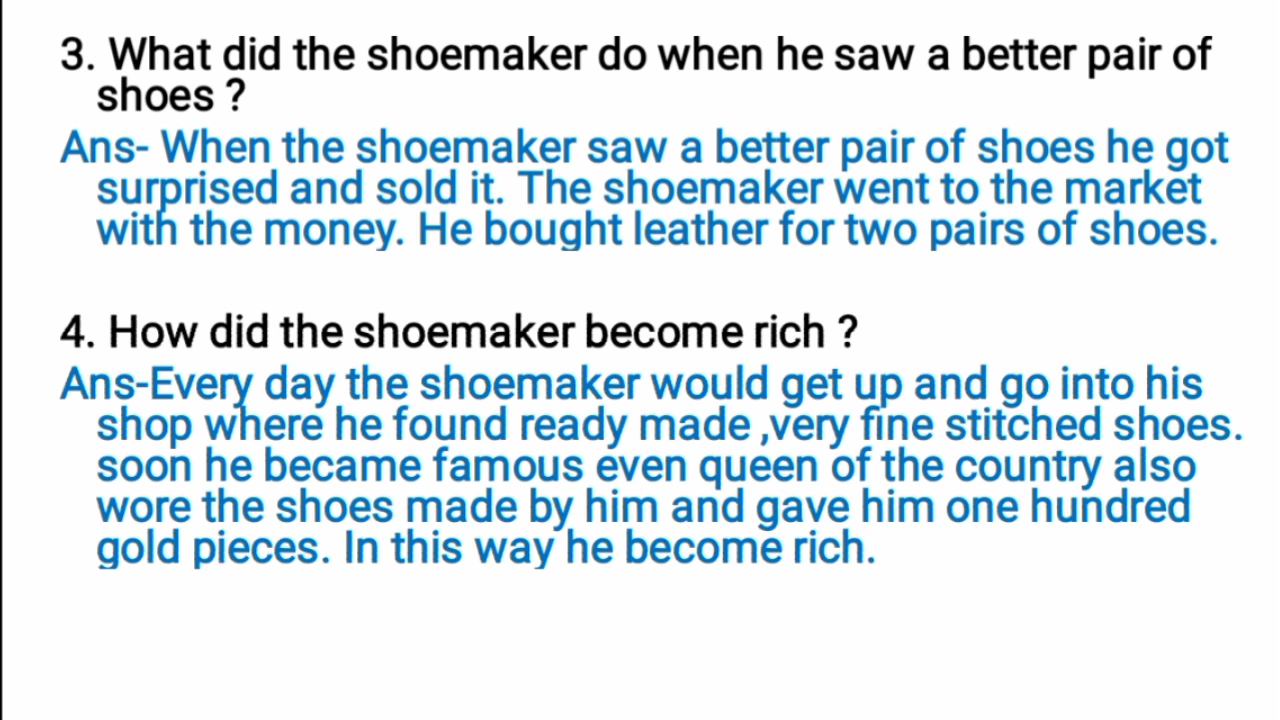 3. What did the shoemaker do when he saw a better pair of
shoes ?
Ans- When the shoemaker saw a better pair of shoes he got
surprised and sold it. The shoemaker went to the market
with the money. He bought leather for two pairs of shoes.
4. How did the shoemaker become rich ?
Ans-Every day the shoemaker would get up and go into his
shop where he found ready made ,very fine stitched shoes.
soon he became famous even queen of the country also
wore the shoes made by him and gave him one hundred
gold pieces. In this way he become rich.